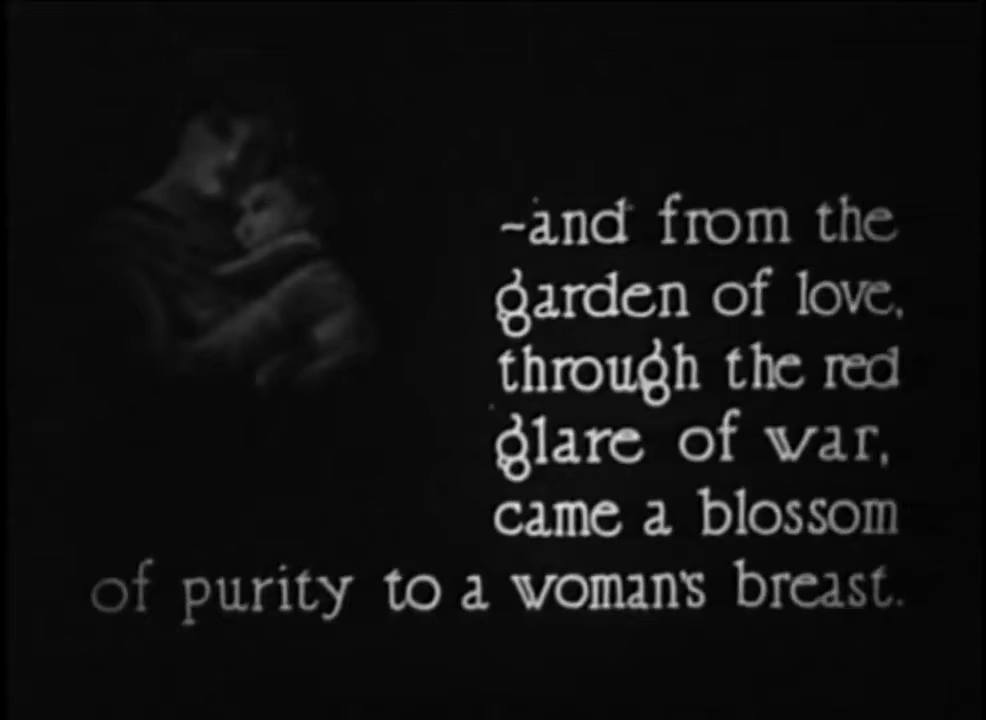 -and from the
garden of love,
through the red
glare of war,
came a blossom
of purity to a woman's breast.